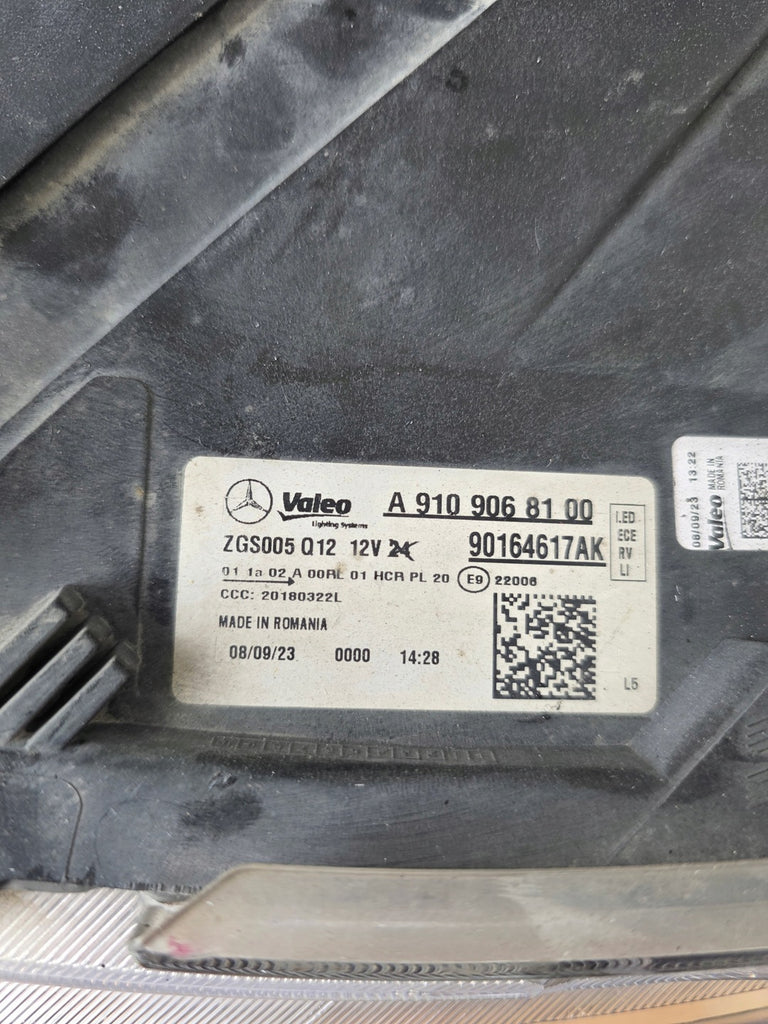 Valeo A 910 906 81 00
Lighting Systems
ZGS005 Q12 12V 24 90164617AK
01 1a 02 A 00RL 01 HCR PL 20 E9 22006
CCC: 20180322L
MADE IN ROMANIA
08/09/23 0000 14:28
LED
ECE
RV
LI
L5
08/09/23 13:22
Valeo MADE IN
ROMANIA